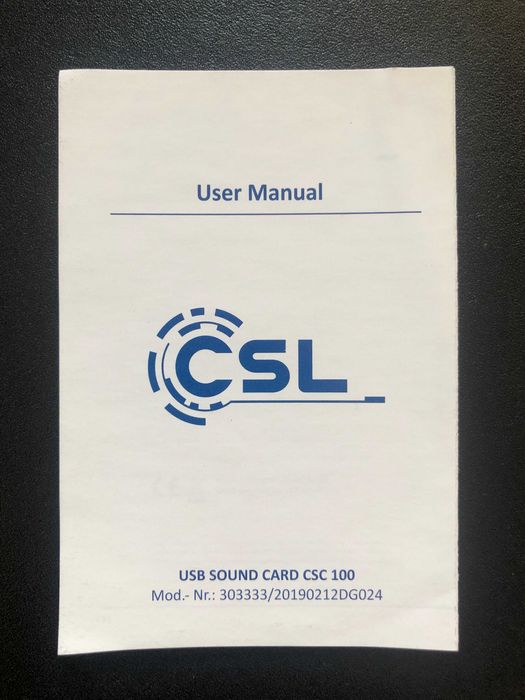 User Manual
CSL
USB SOUND CARD CSC 100
Mod.- Nr.: 303333/20190212DG024